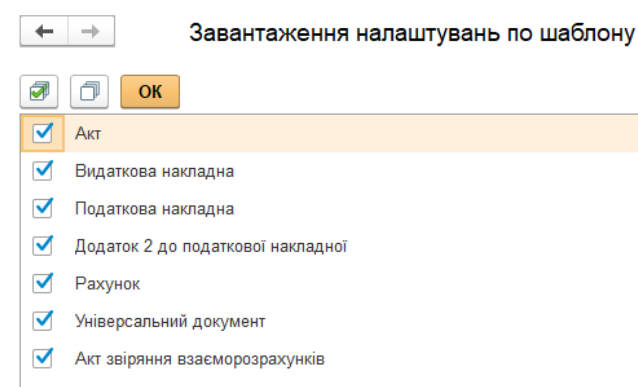 Завантаження налаштувань по шаблону
ОК
Акт
Видаткова накладна
Податкова накладна
Додаток 2 до податкової накладної
Рахунок
Універсальний документ
Акт звіряння взаєморозрахунків